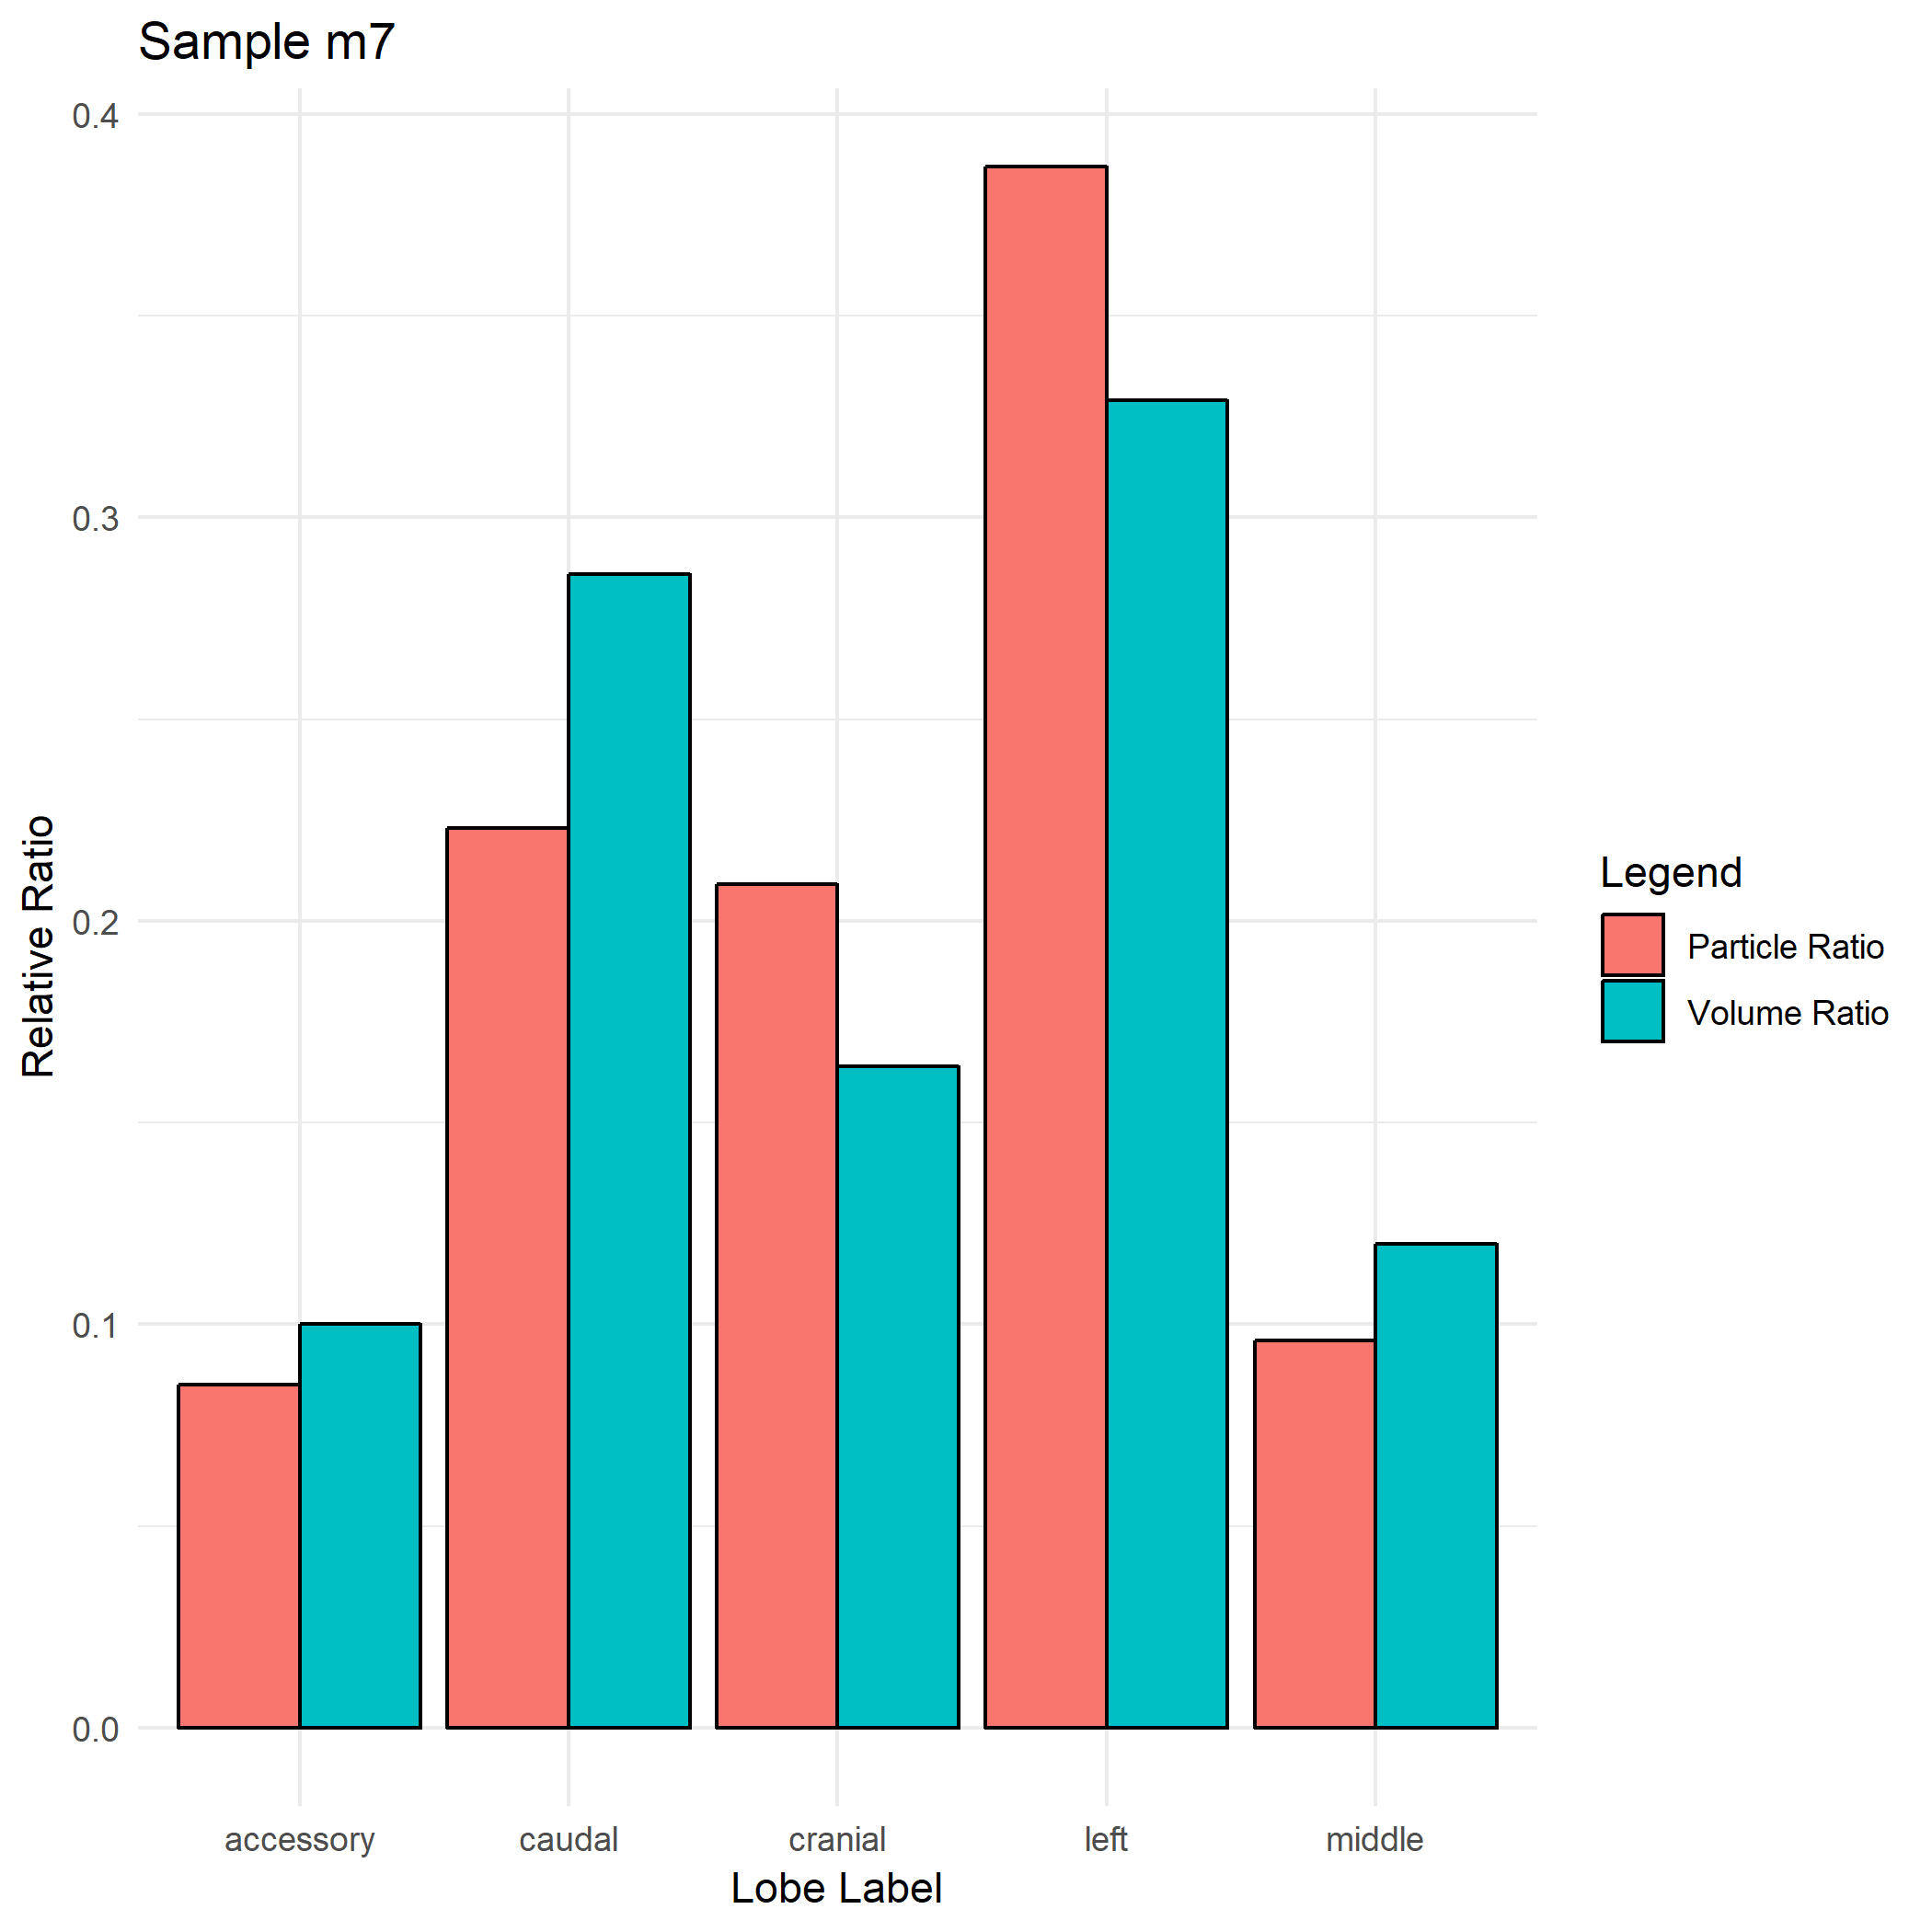 Sample m7
0.4
0.3
0.2
0.1
0.0
Relative Ratio
accessory caudal cranial left middle
Lobe Label
Legend
Particle Ratio
Volume Ratio